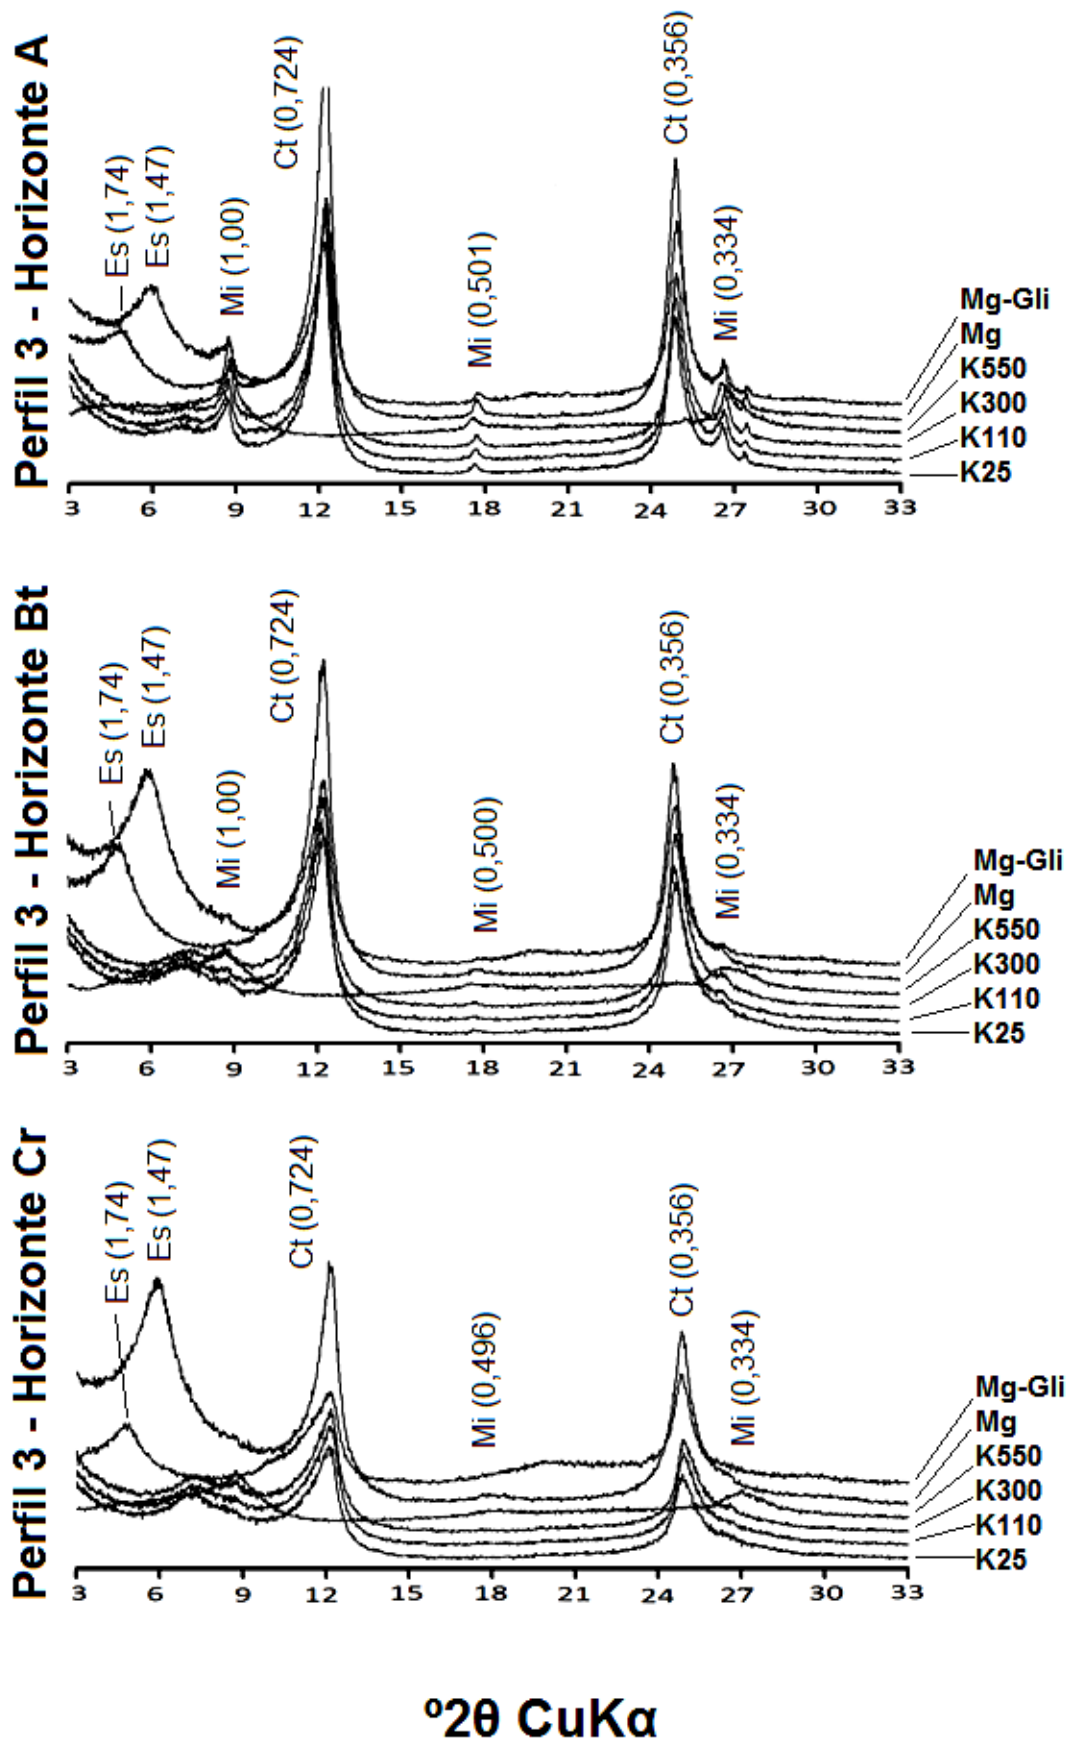 Perfil 3 - Horizonte A
Es (1,74)
Es (1,47)
Mi (1,00)
Ct (0,724)
Mi (0,501)
Ct (0,356)
Mi (0,334)
Mg-Gli
Mg
K550
K300
K110
K25
3 6 9 12 15 18 21 24 27 30 33
Perfil 3 - Horizonte Bt
Es (1,74)
Es (1,47)
Mi (1,00)
Ct (0,724)
Mi (0,500)
Ct (0,356)
Mi (0,334)
Mg-Gli
Mg
K550
K300
K110
K25
3 6 9 12 15 18 21 24 27 30 33
Perfil 3 - Horizonte Cr
Es (1,74)
Es (1,47)
Ct (0,724)
Mi (0,496)
Ct (0,356)
Mi (0,334)
Mg-Gli
Mg
K550
K300
K110
K25
3 6 9 12 15 18 21 24 27 30 33
º2θ CuKα